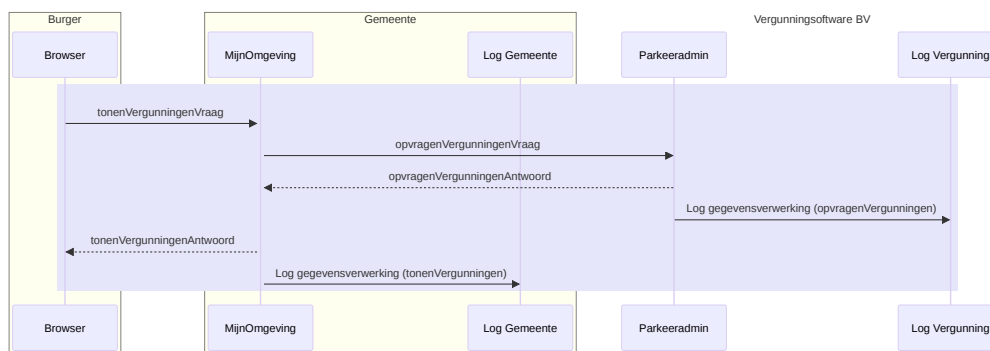 Burger
Gemeente
Vergunningsoftware BV
Browser
MijnOmgeving
Log Gemeente
Parkeeradmin
Log Vergunning
tonenVergunningenVraag
opvragenVergunningenVraag
opvragenVergunningenAntwoord
Log gegevensverwerking (opvragenVergunningen)
tonenVergunningenAntwoord
Log gegevensverwerking (tonenVergunningen)
Browser
MijnOmgeving
Log Gemeente
Parkeeradmin
Log Vergunning